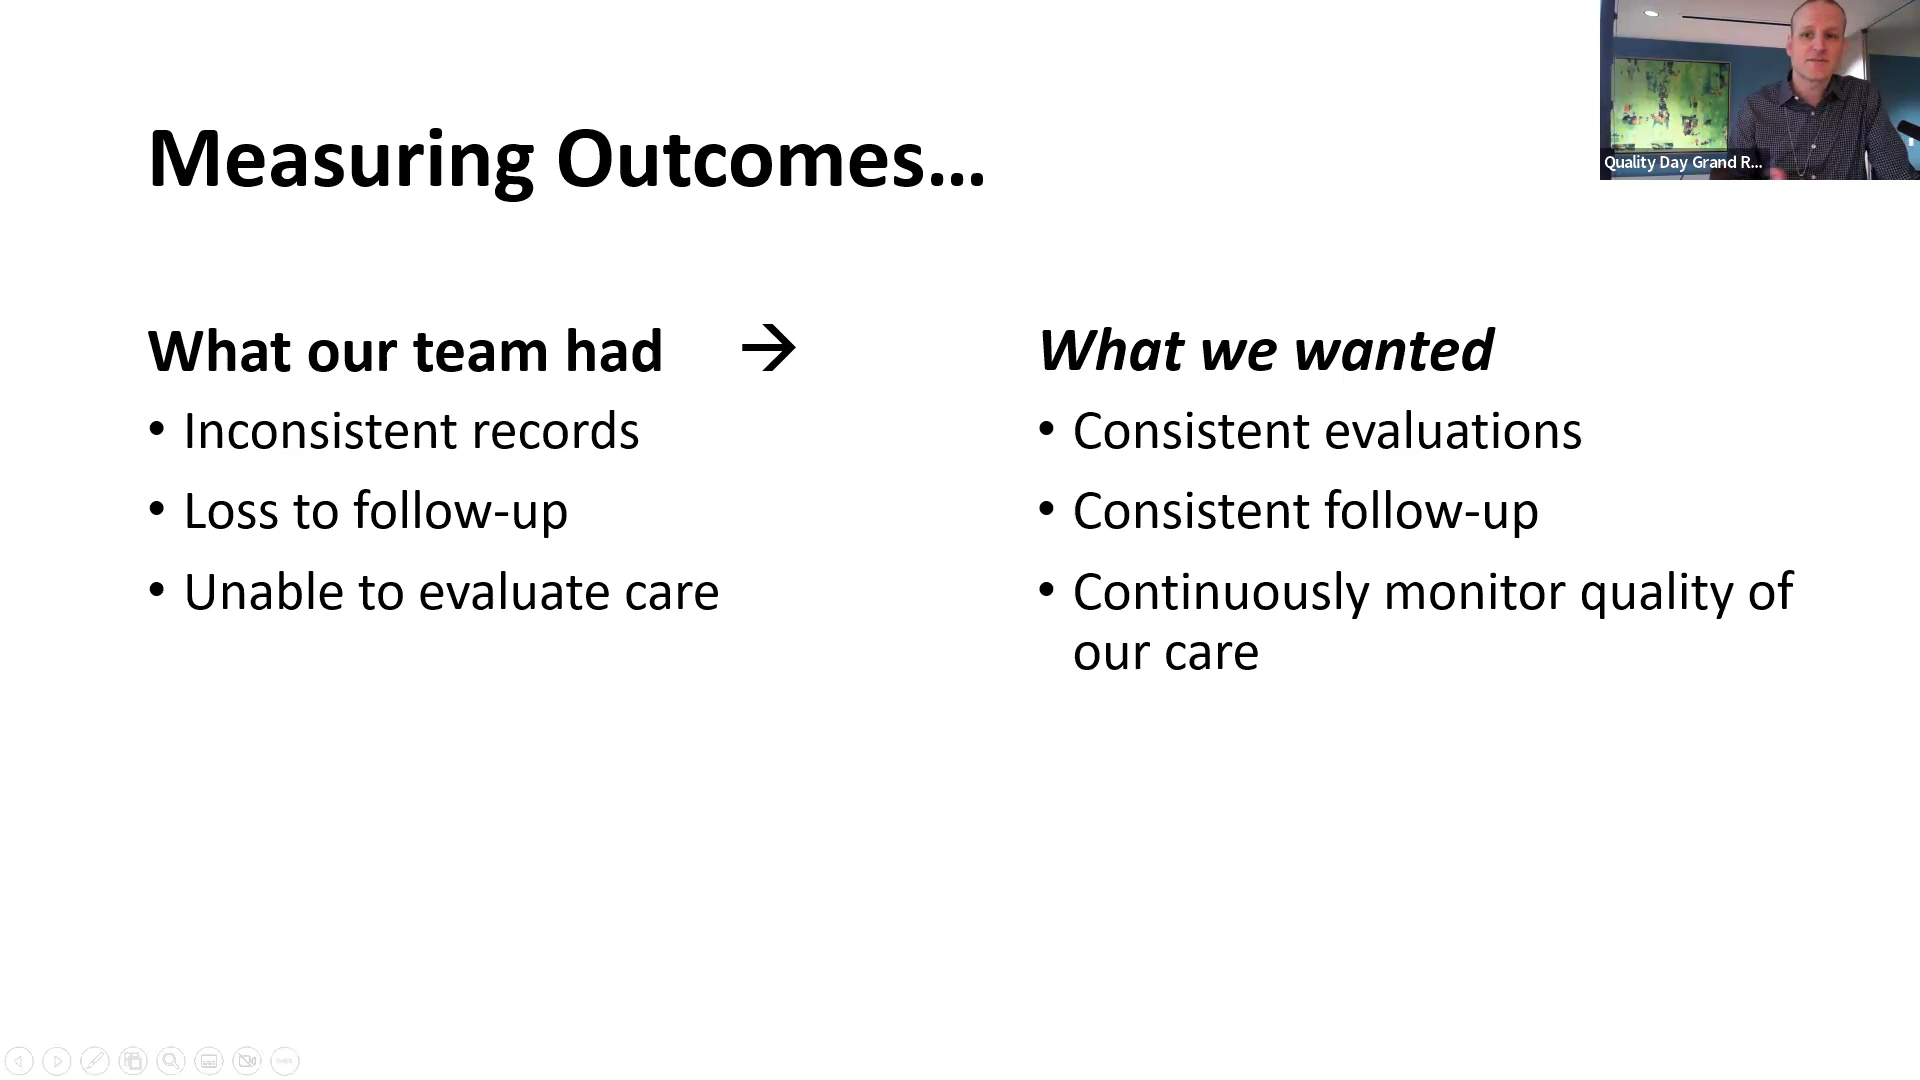 Measuring Outcomes...
Quality Day Grand R...
What our team had →
• Inconsistent records
• Loss to follow-up
• Unable to evaluate care
What we wanted
• Consistent evaluations
• Consistent follow-up
• Continuously monitor quality of
our care